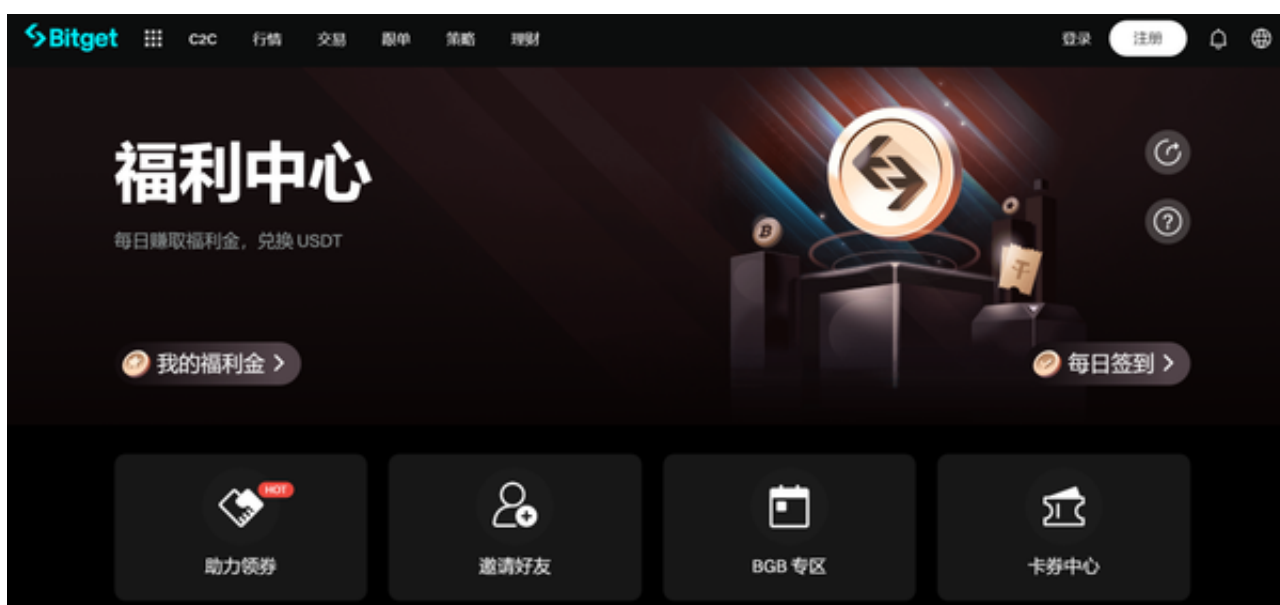 Bitget C2C 行情 交易 跟单 策略 理财 登录 注册
福利中心
每日赚取福利金，兑换 USDT
我的福利金
每日签到
HOT
助力领券 邀请好友 BGB 专区 卡券中心